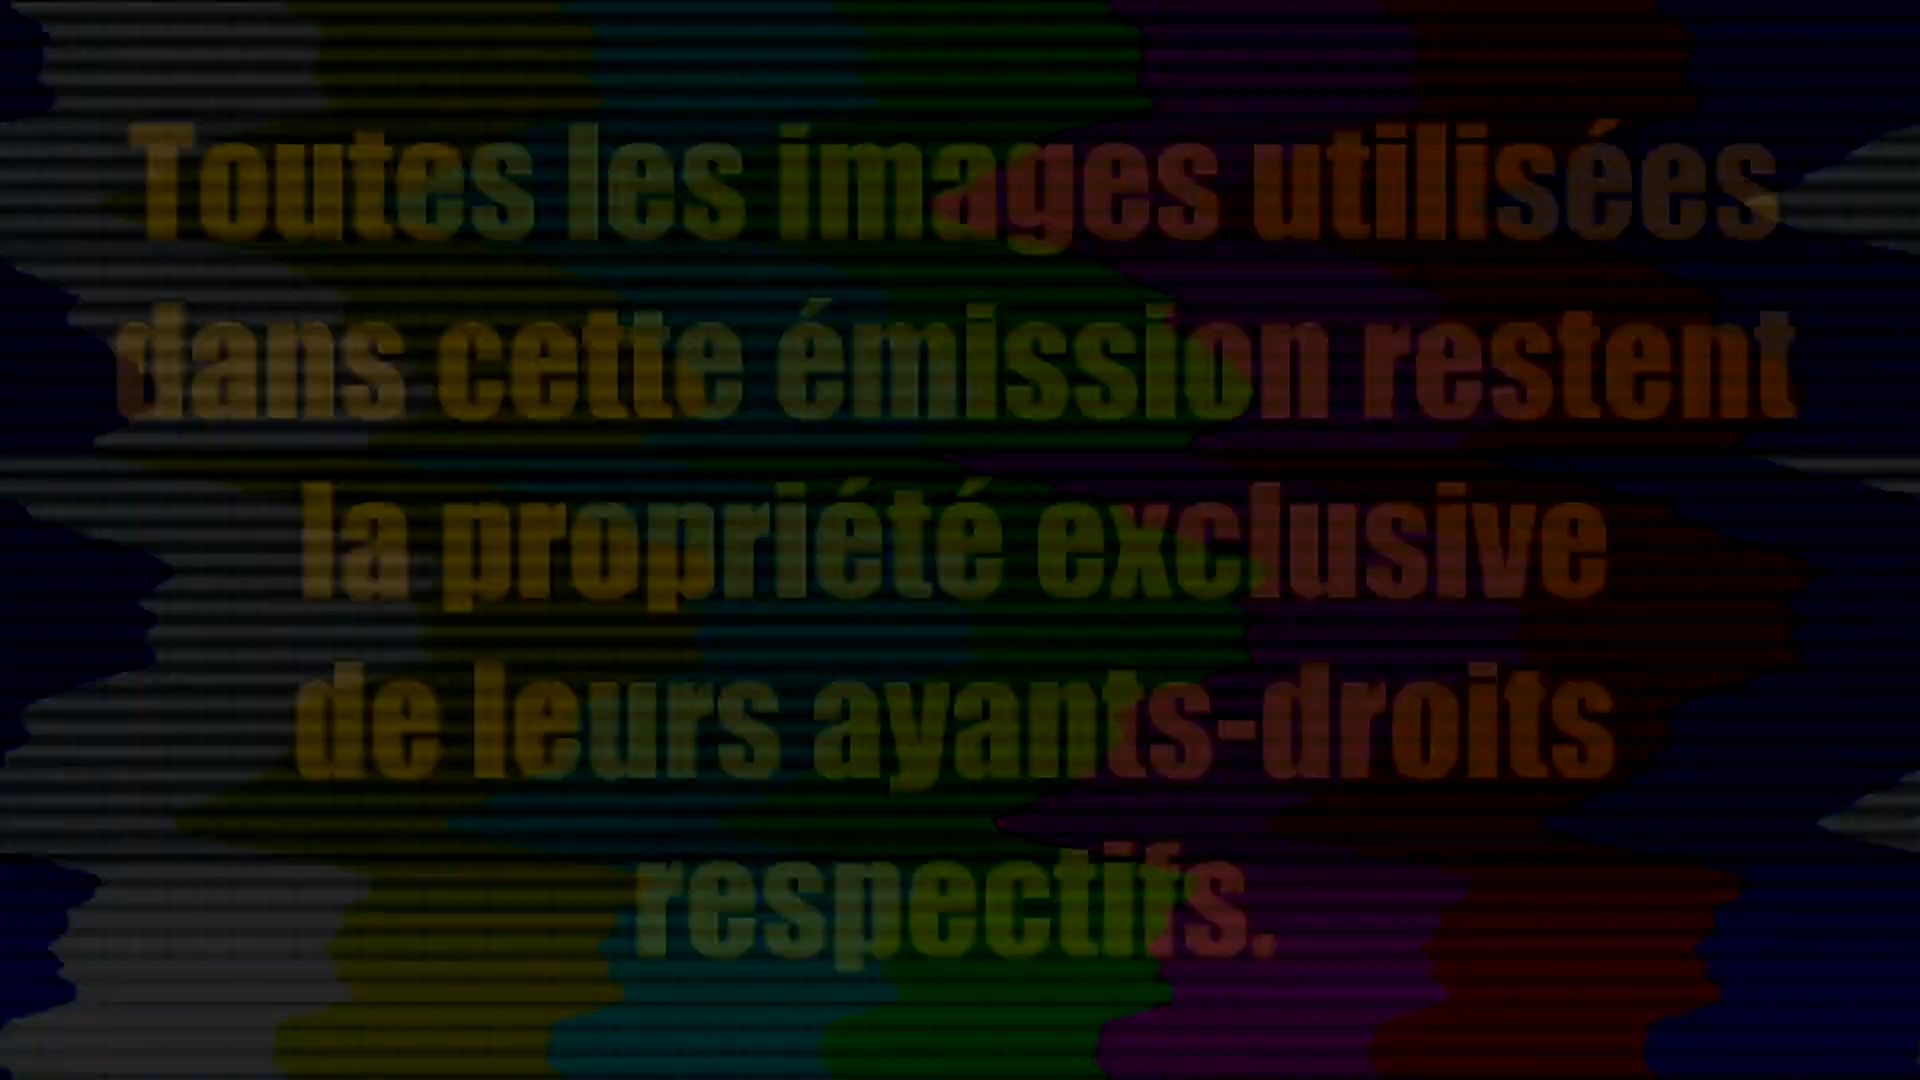 Toutes les images utilisées
dans cette émission restent
la propriété exclusive
de leurs ayants-droits
respectifs.